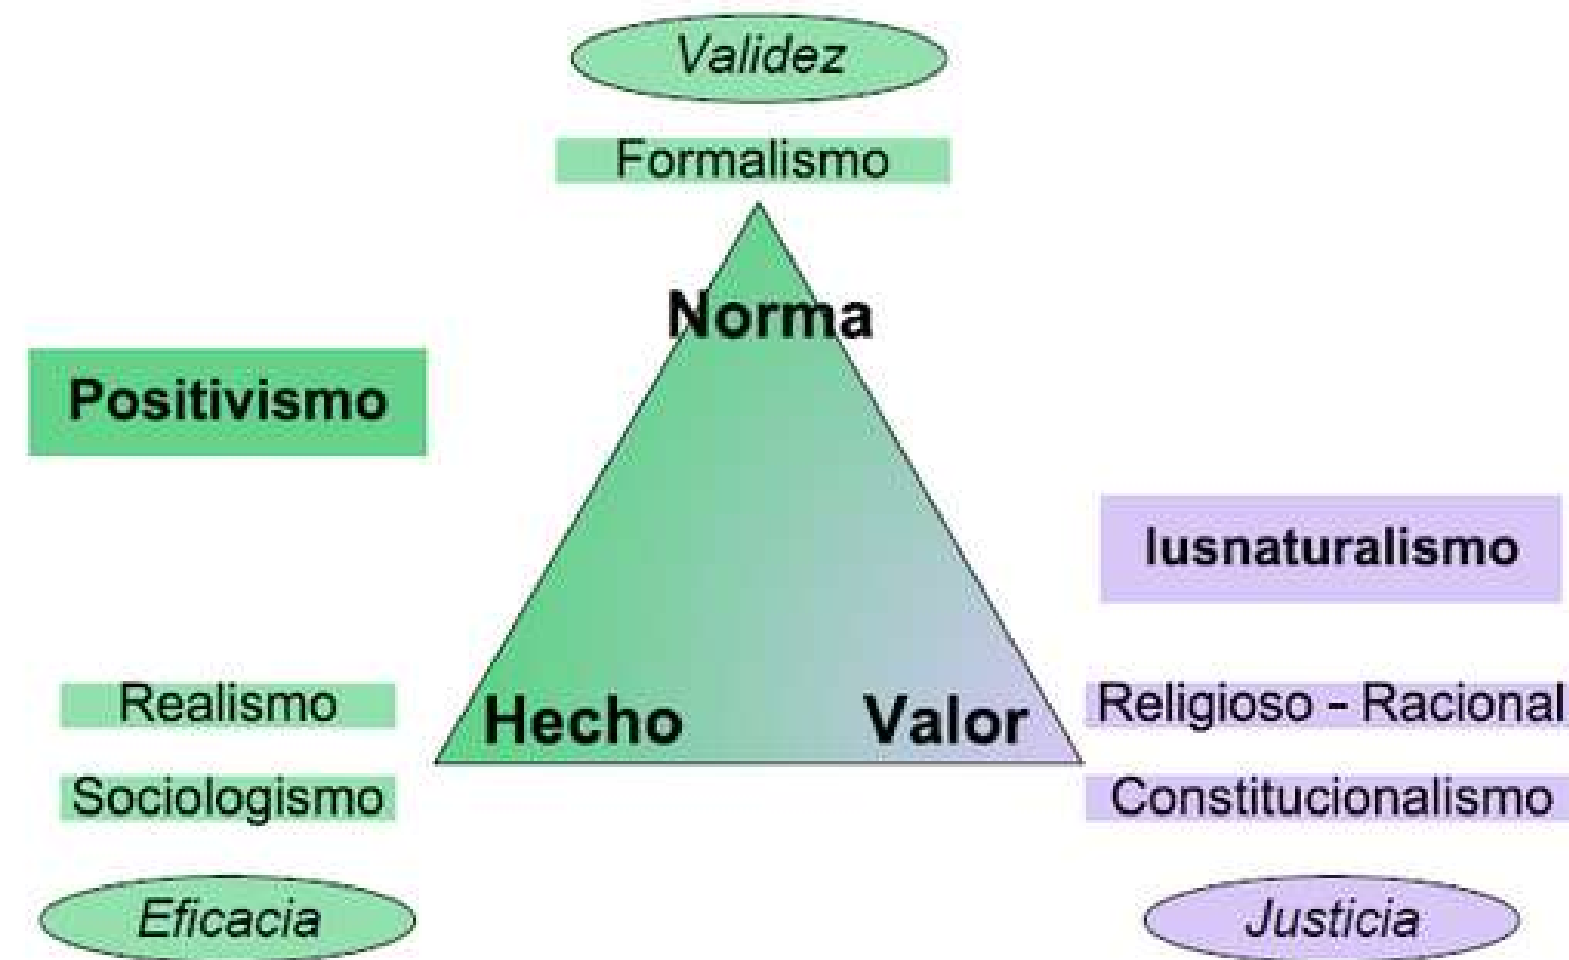 Validez
Formalismo
Norma
Positivismo
Iusnaturalismo
Realismo
Hecho
Valor
Religioso - Racional
Sociologismo
Constitucionalismo
Eficacia
Justicia